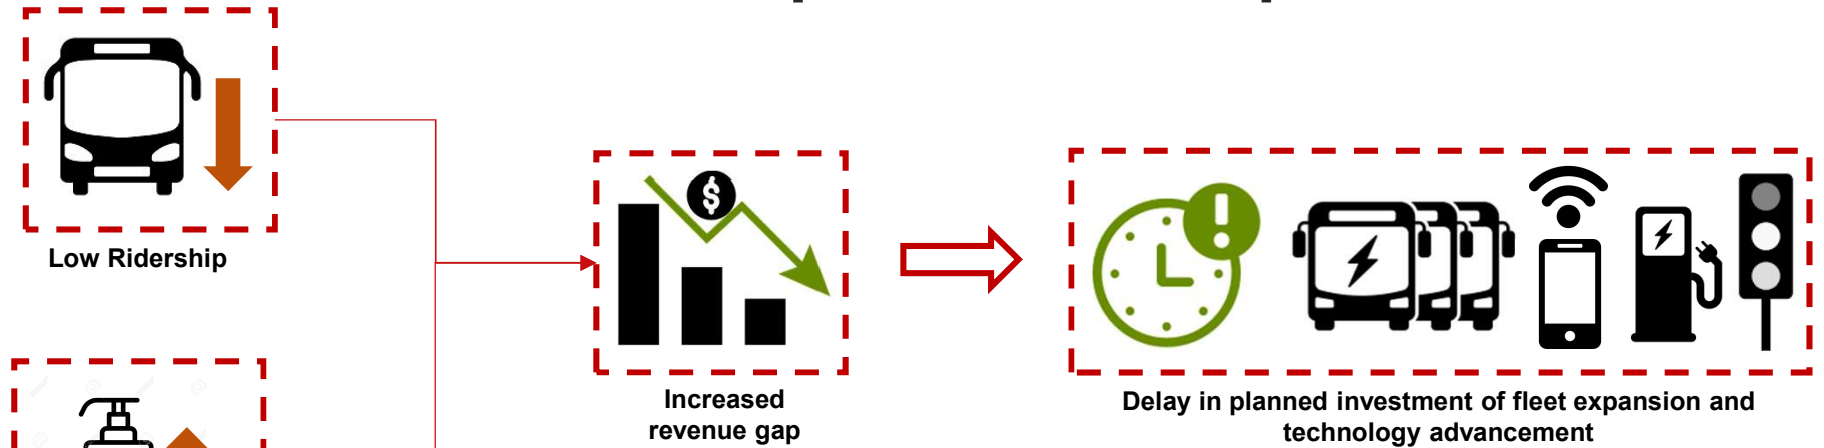 Low Ridership
$
!
Increased
revenue gap
Delay in planned investment of fleet expansion and
technology advancement